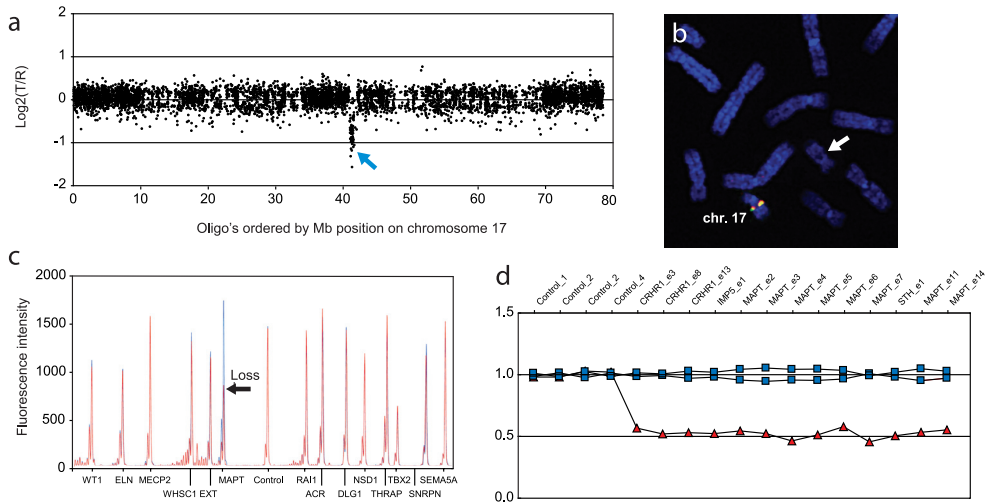 a
2
1
0
-1
-2
Log2(T/R)
0 10 20 30 40 50 60 70 80
Oligo's ordered by Mb position on chromosome 17
b
chr. 17
c
2000
1500
1000
500
0
Fluorescence intensity
Loss
WT1 ELN MECP2 MAPT Control RAI1 NSD1 TBX2 SEMA5A
WHSC1 EXT ACR DLG1 THRAP SNRPN
d
Control_1
Control_2
Control_2
Control_4
CRHR1_e3
CRHR1_e8
CRHR1_e13
IMP5_e1
MAPT_e2
MAPT_e3
MAPT_e4
MAPT_e5
MAPT_e6
MAPT_e7
STH_e1
MAPT_e11
MAPT_e14
1.5
1.0
0.5
0.0